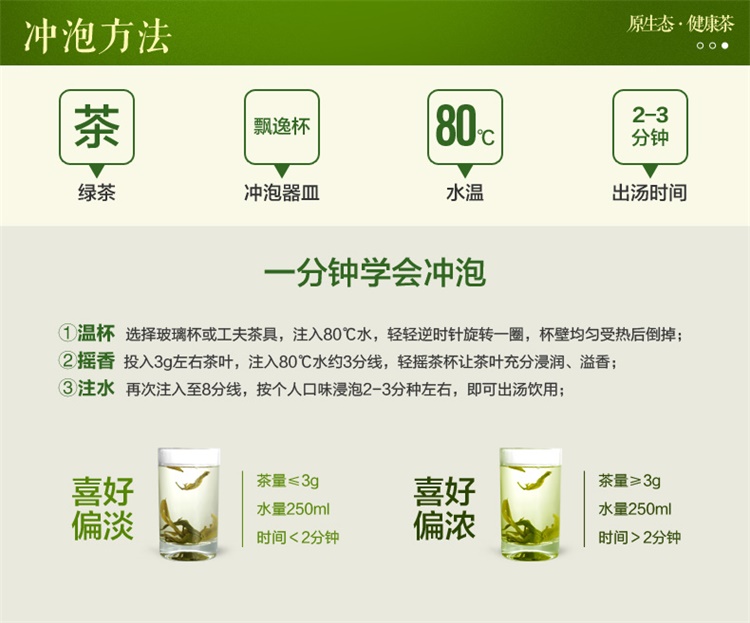 冲泡方法
原生态·健康茶
茶
飘逸杯
80℃
2-3
分钟
绿茶
冲泡器皿
水温
出汤时间
一分钟学会冲泡
①温杯 选择玻璃杯或工夫茶具，注入80℃水，轻轻逆时针旋转一圈，杯壁均匀受热后倒掉；
②摇香 投入3g左右茶叶，注入80℃水约3分线，轻摇茶杯让茶叶充分浸润、溢香；
③注水 再次注入至8分线，按个人口味浸泡2-3分种左右，即可出汤饮用；
喜好
偏淡
茶量≤3g
水量250ml
时间＜2分钟
喜好
偏浓
茶量≥3g
水量250ml
时间＞2分钟